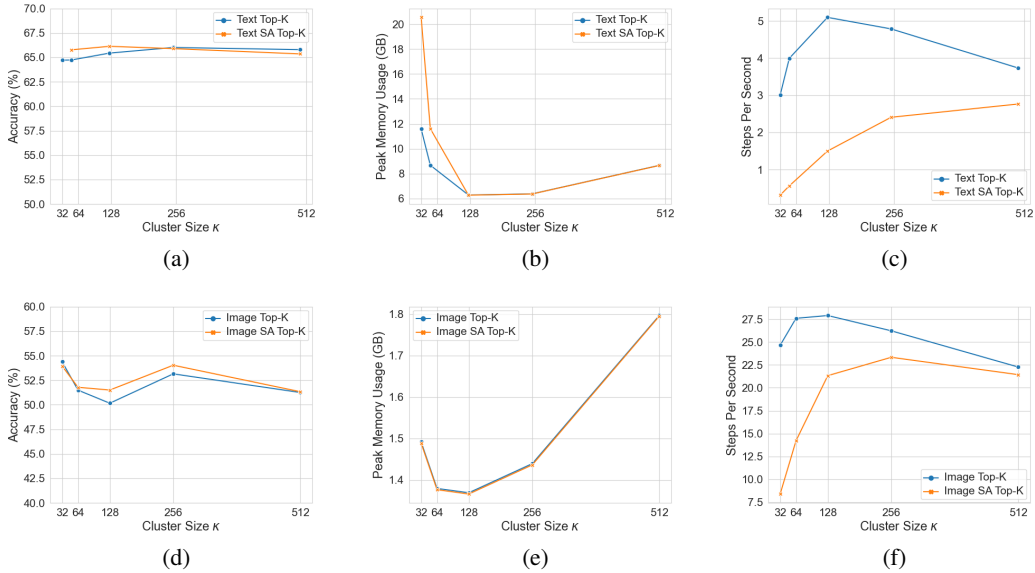 70.0
67.5
65.0
62.5
60.0
57.5
55.0
52.5
50.0
Accuracy (%)
Text Top-K
Text SA Top-K
32 64 128 256 512
Cluster Size κ
(a)
20
18
16
14
12
10
8
6
Peak Memory Usage (GB)
Text Top-K
Text SA Top-K
32 64 128 256 512
Cluster Size κ
(b)
5
4
3
2
1
Steps Per Second
Text Top-K
Text SA Top-K
32 64 128 256 512
Cluster Size κ
(c)
60.0
57.5
55.0
52.5
50.0
47.5
45.0
42.5
40.0
Accuracy (%)
Image Top-K
Image SA Top-K
32 64 128 256 512
Cluster Size κ
(d)
1.8
1.7
1.6
1.5
1.4
Peak Memory Usage (GB)
Image Top-K
Image SA Top-K
32 64 128 256 512
Cluster Size κ
(e)
27.5
25.0
22.5
20.0
17.5
15.0
12.5
10.0
7.5
Steps Per Second
Image Top-K
Image SA Top-K
32 64 128 256 512
Cluster Size κ
(f)